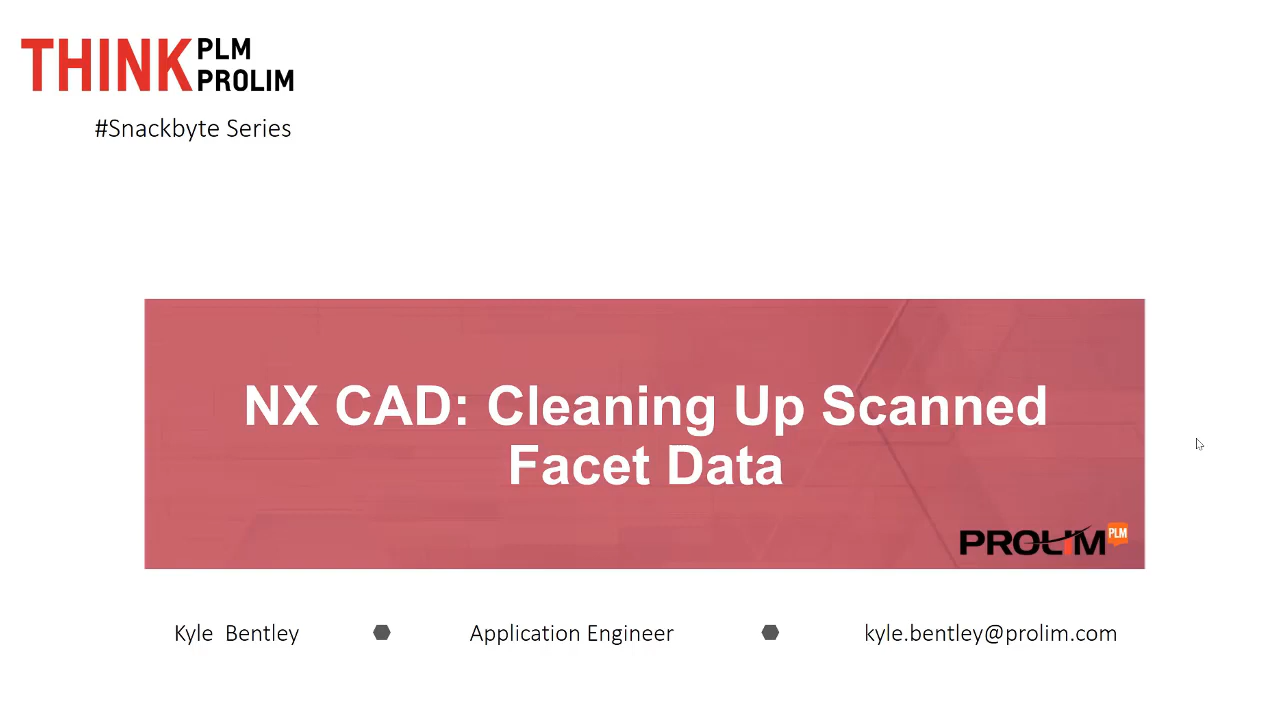 THINK PLM
PROLIM
#Snackbyte Series
NX CAD: Cleaning Up Scanned
Facet Data
PROLIM PLM
Kyle Bentley
Application Engineer
kyle.bentley@prolim.com